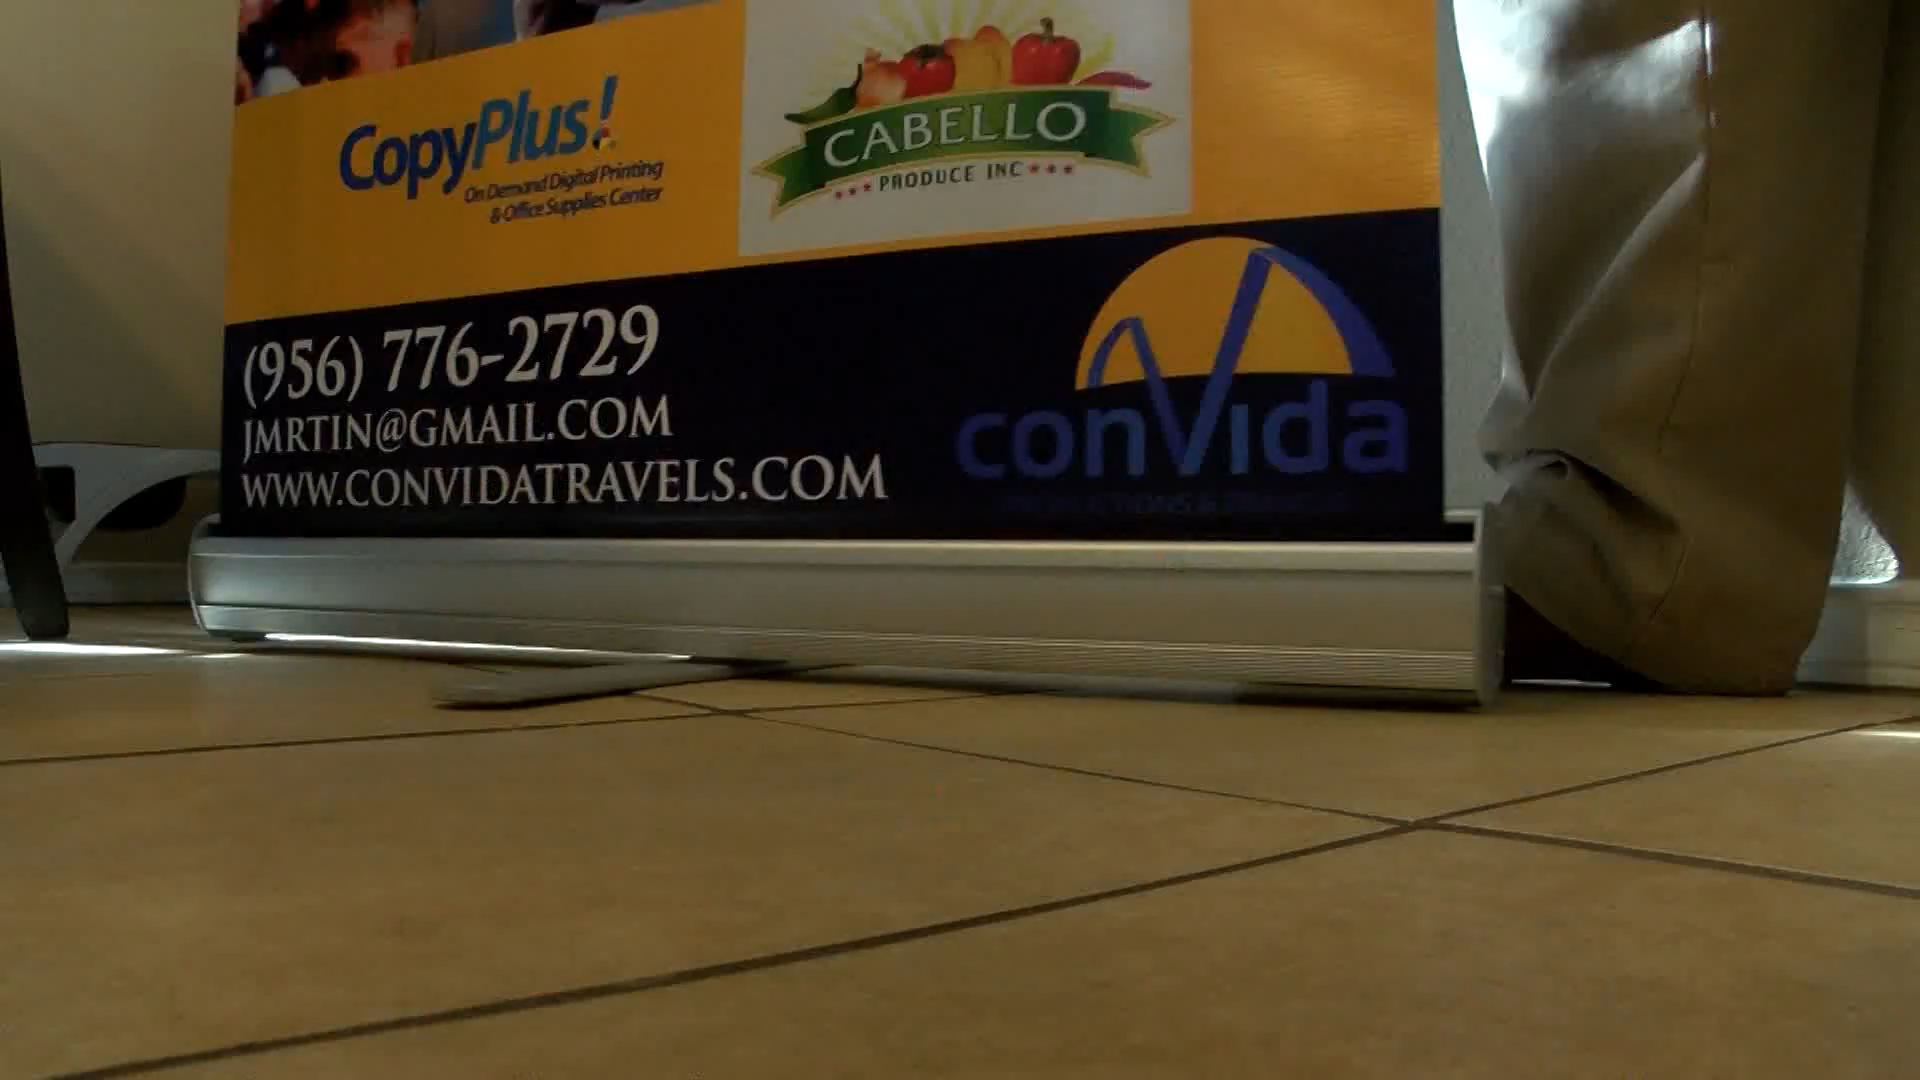 CopyPlus!
On Demand Digital Printing
& Office Supplies Center
CABELLO
PRODUCE INC
(956) 776-2729
JMRTIN@GMAIL.COM
WWW.CONVIDATRAVELS.COM
conVida